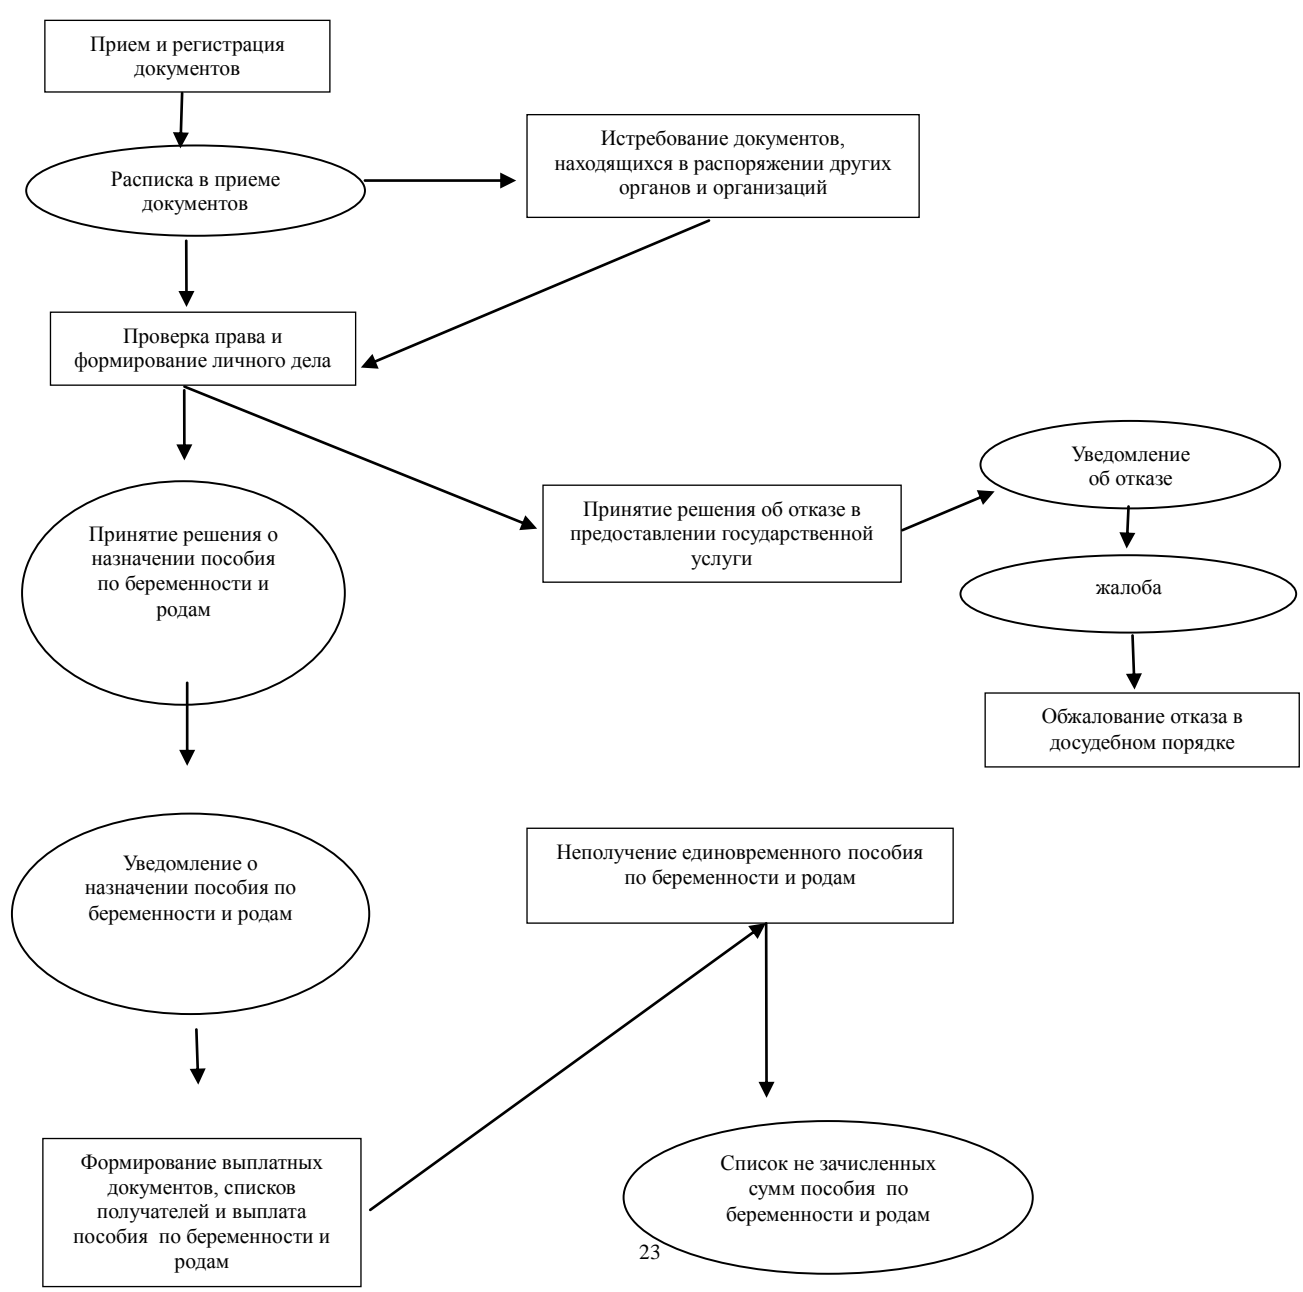 Прием и регистрация
документов
Истребование документов,
находящихся в распоряжении других
органов и организаций
Расписка в приеме
документов
Проверка права и
формирование личного дела
Уведомление
об отказе
Принятие решения об отказе в
предоставлении государственной
услуги
Принятие решения о
назначении пособия
по беременности и
родам
жалоба
Обжалование отказа в
досудебном порядке
Уведомление о
назначении пособия по
беременности и родам
Неполучение единовременного пособия
по беременности и родам
Формирование выплатных
документов, списков
получателей и выплата
пособия по беременности и
родам
Список не зачисленных
сумм пособия по
беременности и родам
23